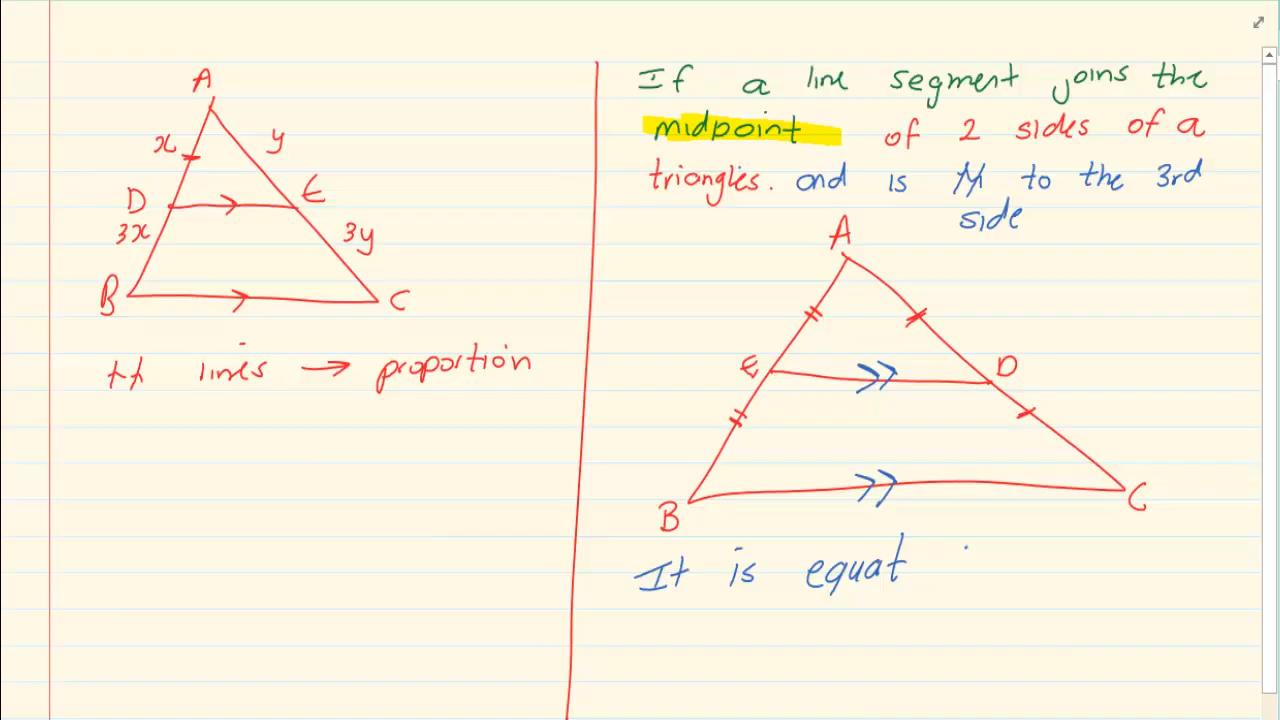 A
x
y
D
E
3x
3y
B
C
++ lines → proportion
If a line segment joins the
midpoint of 2 sides of a
triangles. and is to the 3rd
side
A
E
D
B
C
It is equat